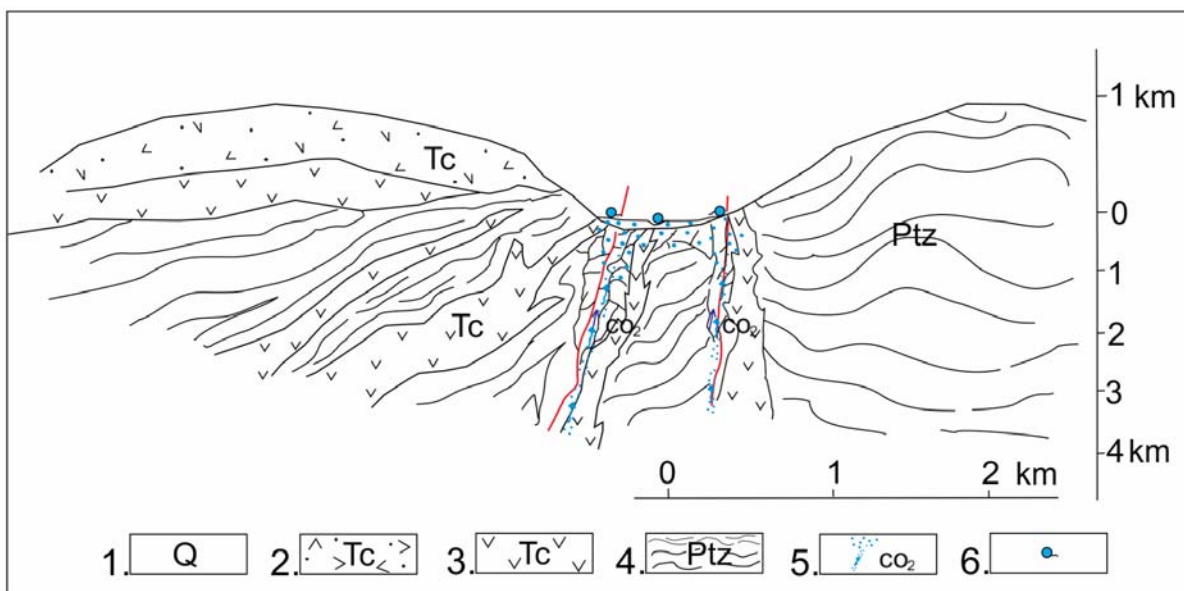 1 km
Tc
0
Ptz
1
Tc
CO2
CO2
2
3
4 km
0 1 2 km
1. Q 2. Tc 3. Tc 4. Ptz 5. CO2 6.